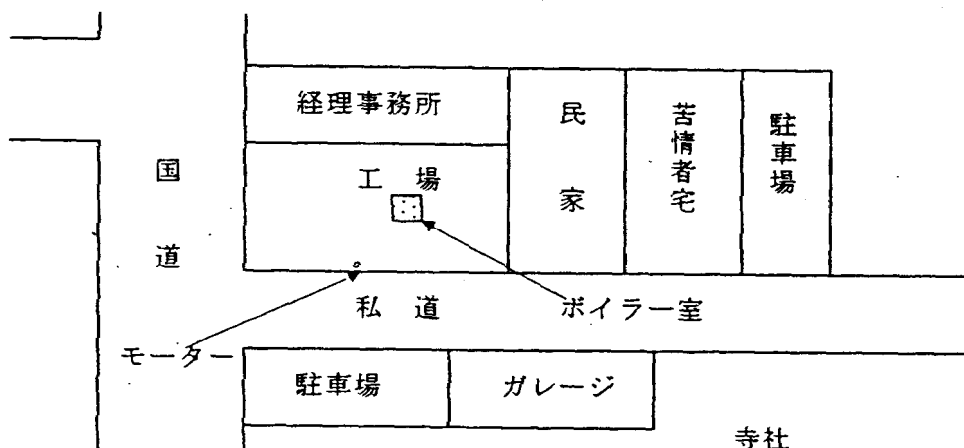 経理事務所
民家
苦情者宅
駐車場
工場
国道
私道
ボイラー室
モーター
駐車場
ガレージ
寺社